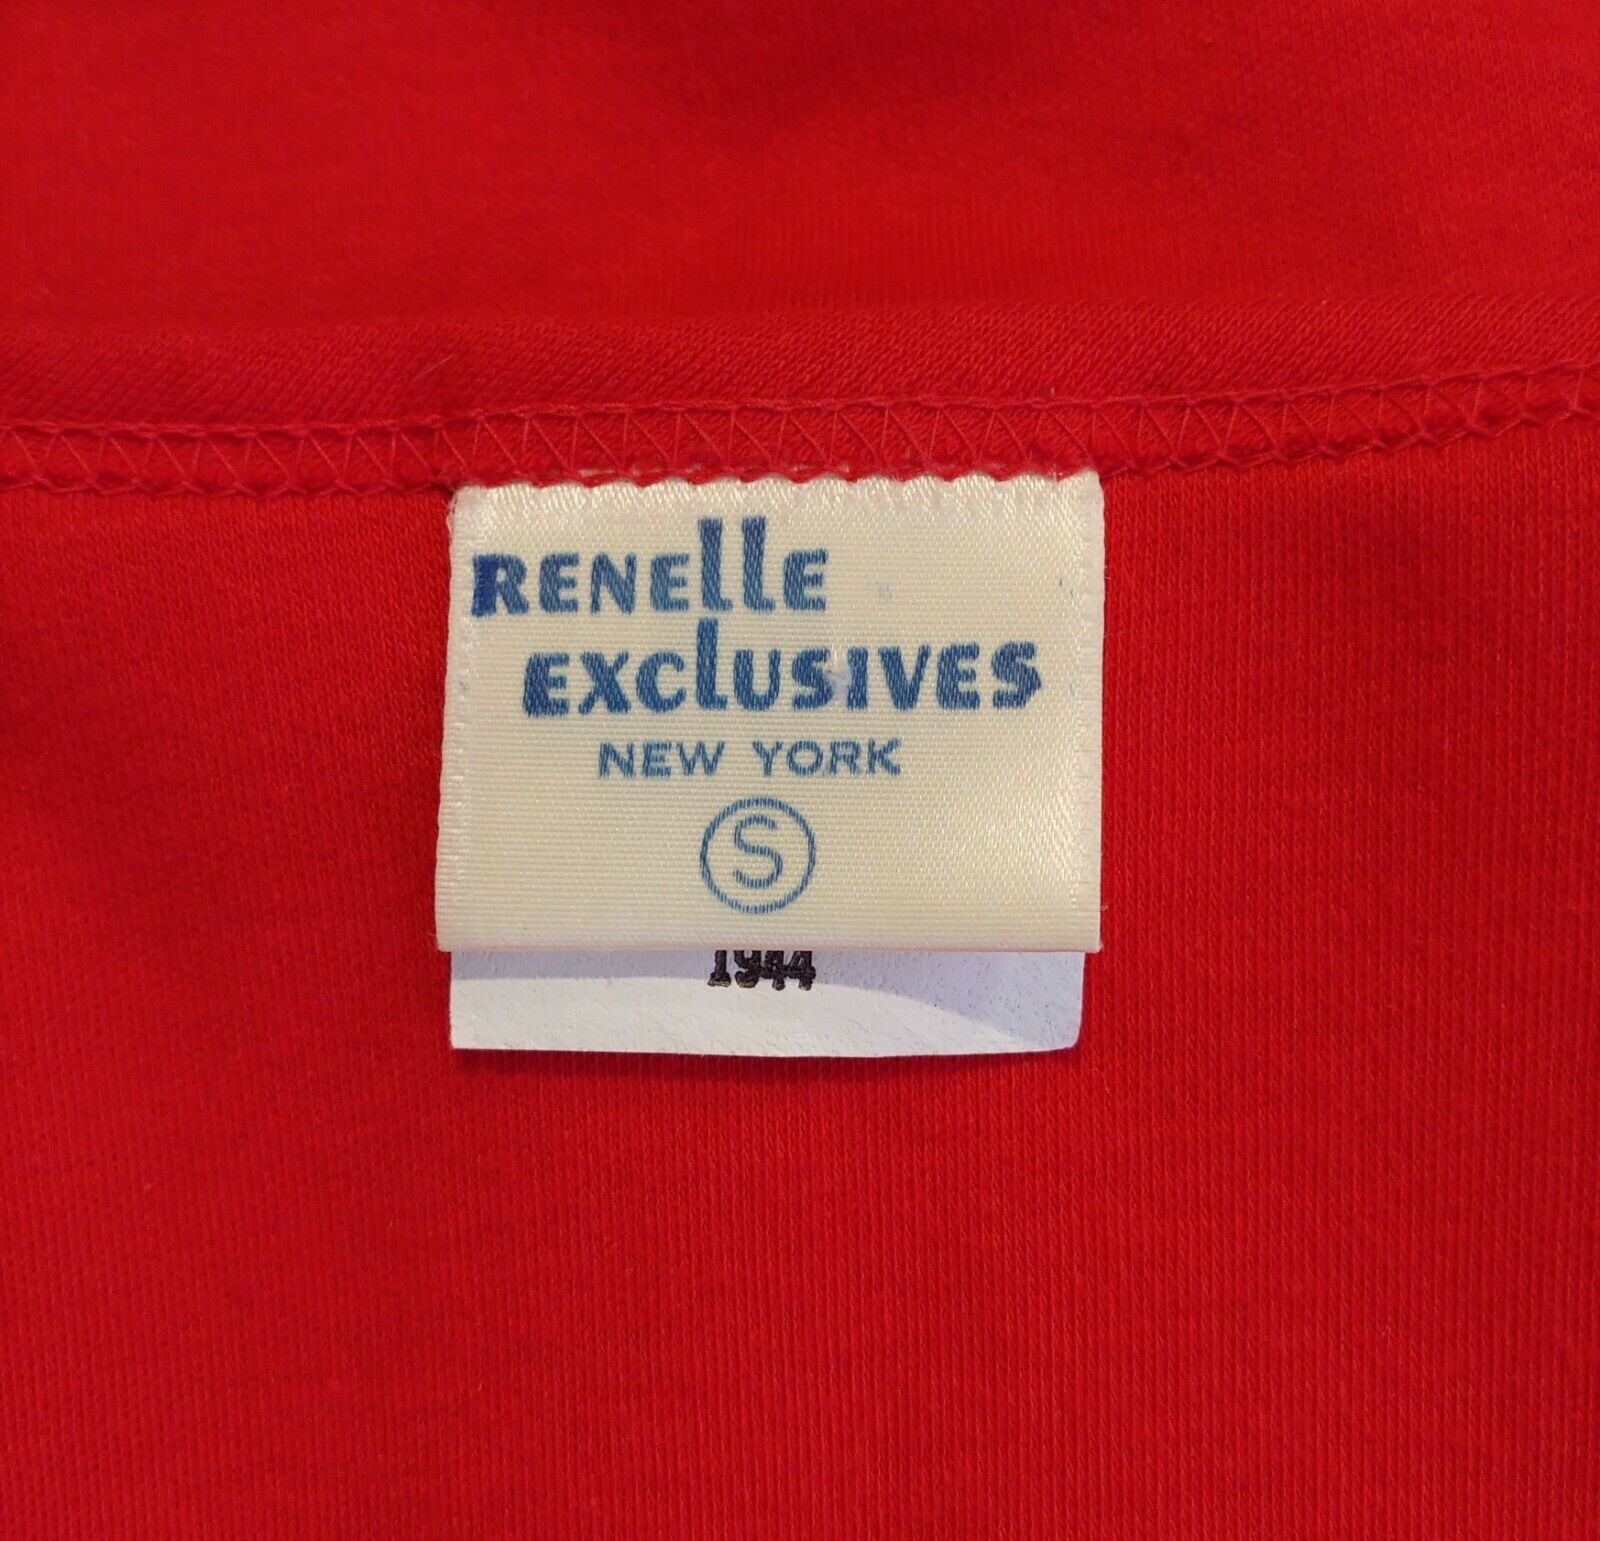 RENElle
EXClUSIVES
NEW YORK
S
1944